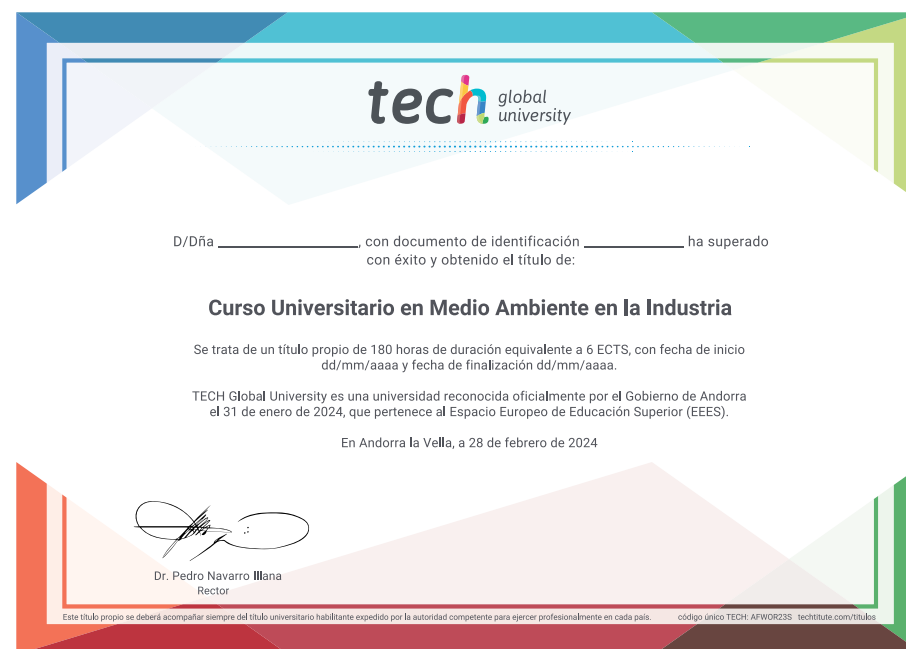 tech global university
D/Dña ____________, con documento de identificación ____________ ha superado
con éxito y obtenido el título de:
Curso Universitario en Medio Ambiente en la Industria
Se trata de un título propio de 180 horas de duración equivalente a 6 ECTS, con fecha de inicio
dd/mm/aaaa y fecha de finalización dd/mm/aaaa.
TECH Global University es una universidad reconocida oficialmente por el Gobierno de Andorra
el 31 de enero de 2024, que pertenece al Espacio Europeo de Educación Superior (EEES).
En Andorra la Vella, a 28 de febrero de 2024
Dr. Pedro Navarro Illana
Rector
Este título propio se deberá acompañar siempre del título universitario habilitante expedido por la autoridad competente para ejercer profesionalmente en cada país. código único TECH: AFWOR23S techtitute.com/titulos